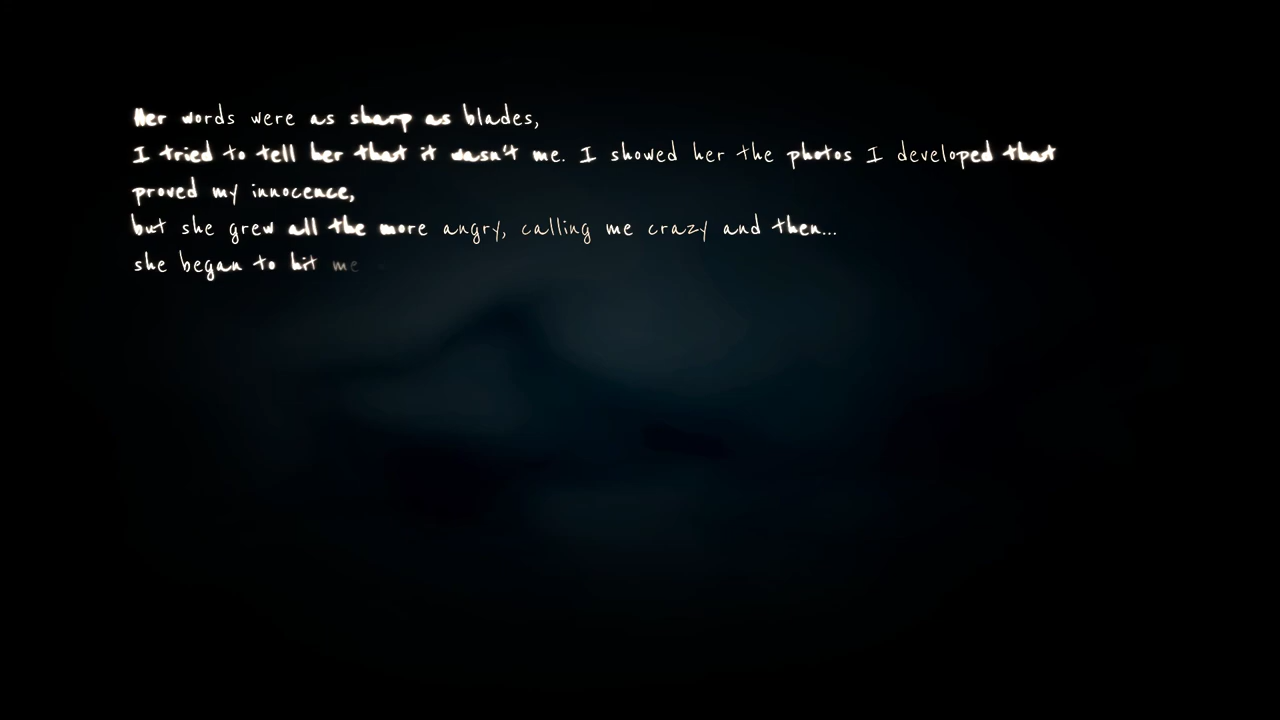 Her words were as sharp as blades,
I tried to tell her that it wasn't me. I showed her the photos I developed that
proved my innocence,
but she grew all the more angry, calling me crazy and then...
she began to hit me